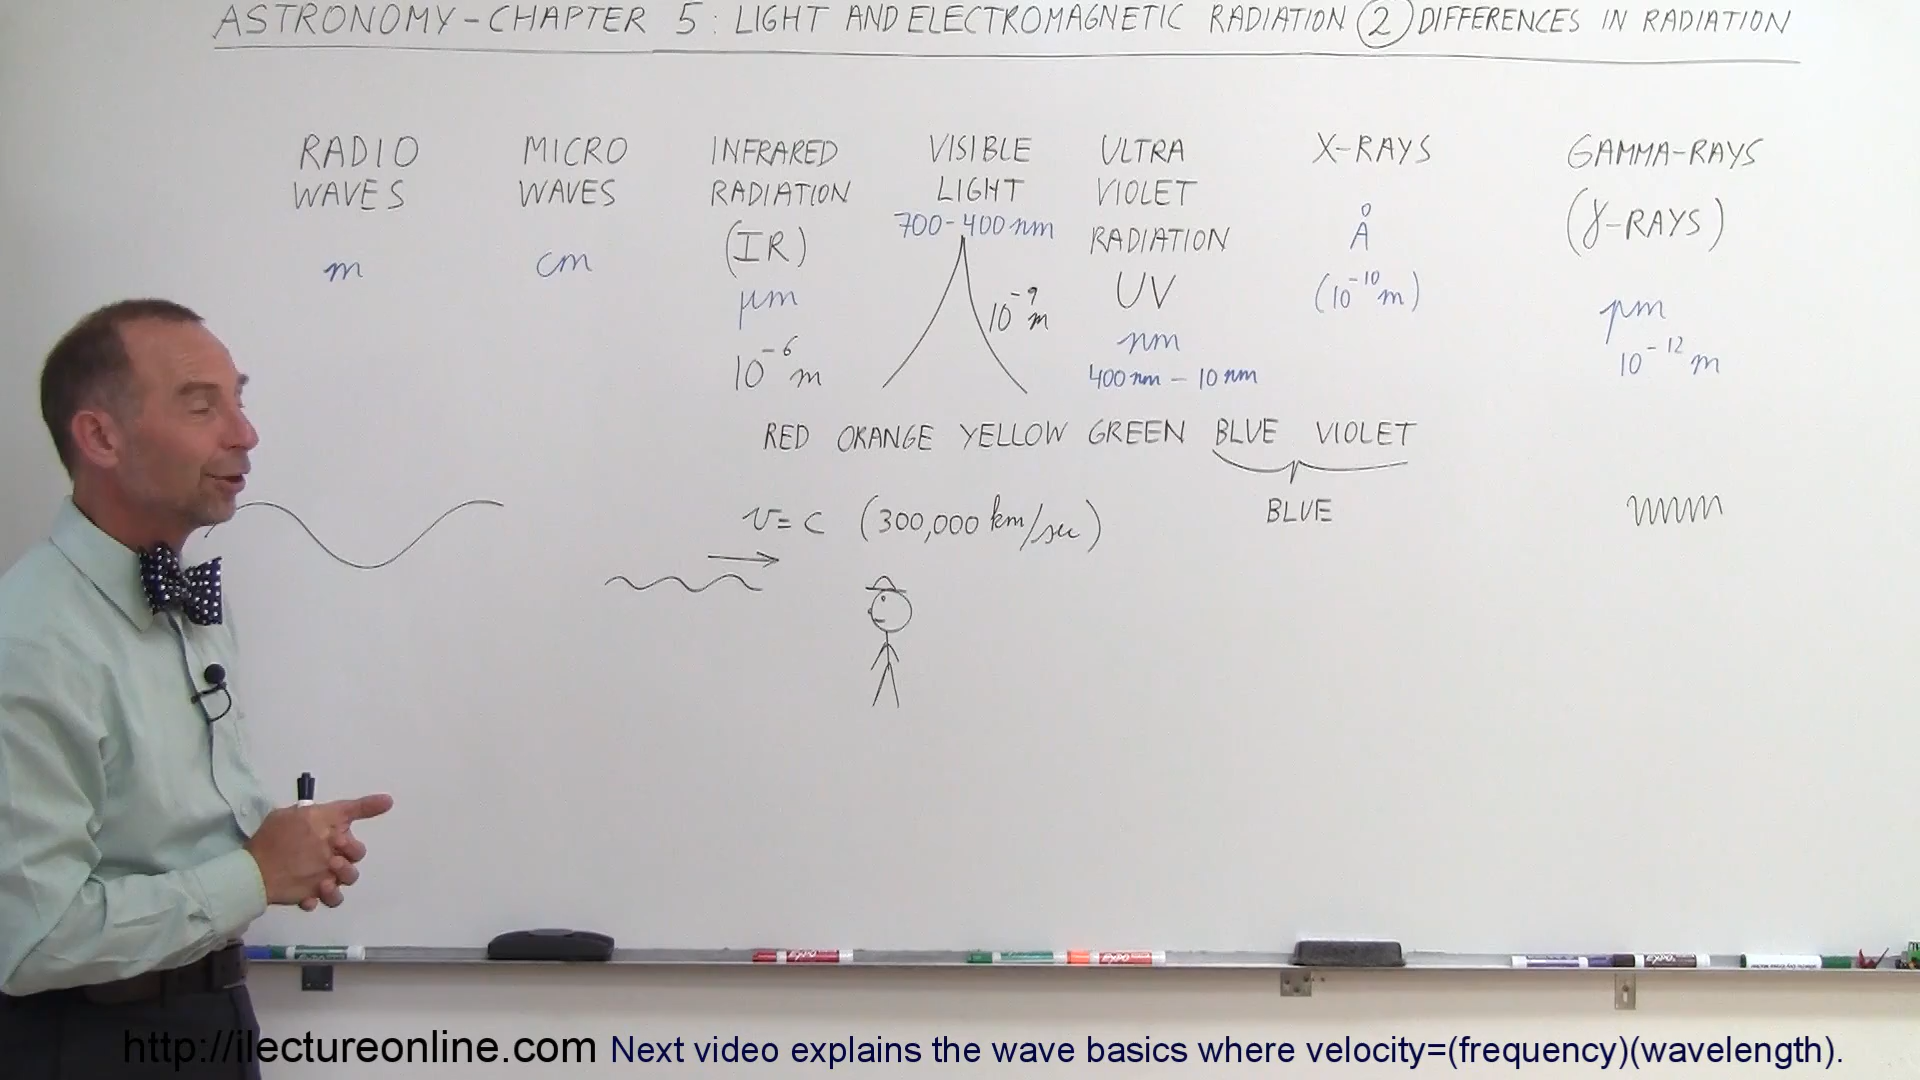 ASTRONOMY - CHAPTER 5: LIGHT AND ELECTROMAGNETIC RADIATION ② DIFFERENCES IN RADIATION
RADIO
WAVES
m
MICRO
WAVES
cm
INFRARED
RADIATION
(IR)
μm
10⁻⁶ m
VISIBLE
LIGHT
700-400 nm
10⁻⁹ m
ULTRA
VIOLET
RADIATION
UV
nm
400 nm - 10 nm
X-RAYS
Å
(10⁻¹⁰ m)
GAMMA-RAYS
(γ-RAYS)
pm
10⁻¹² m
RED ORANGE YELLOW GREEN BLUE VIOLET
BLUE
v = c (300,000 km/sec)
EXPO
EXPO
EXPO
http://ilectureonline.com Next video explains the wave basics where velocity=(frequency)(wavelength).